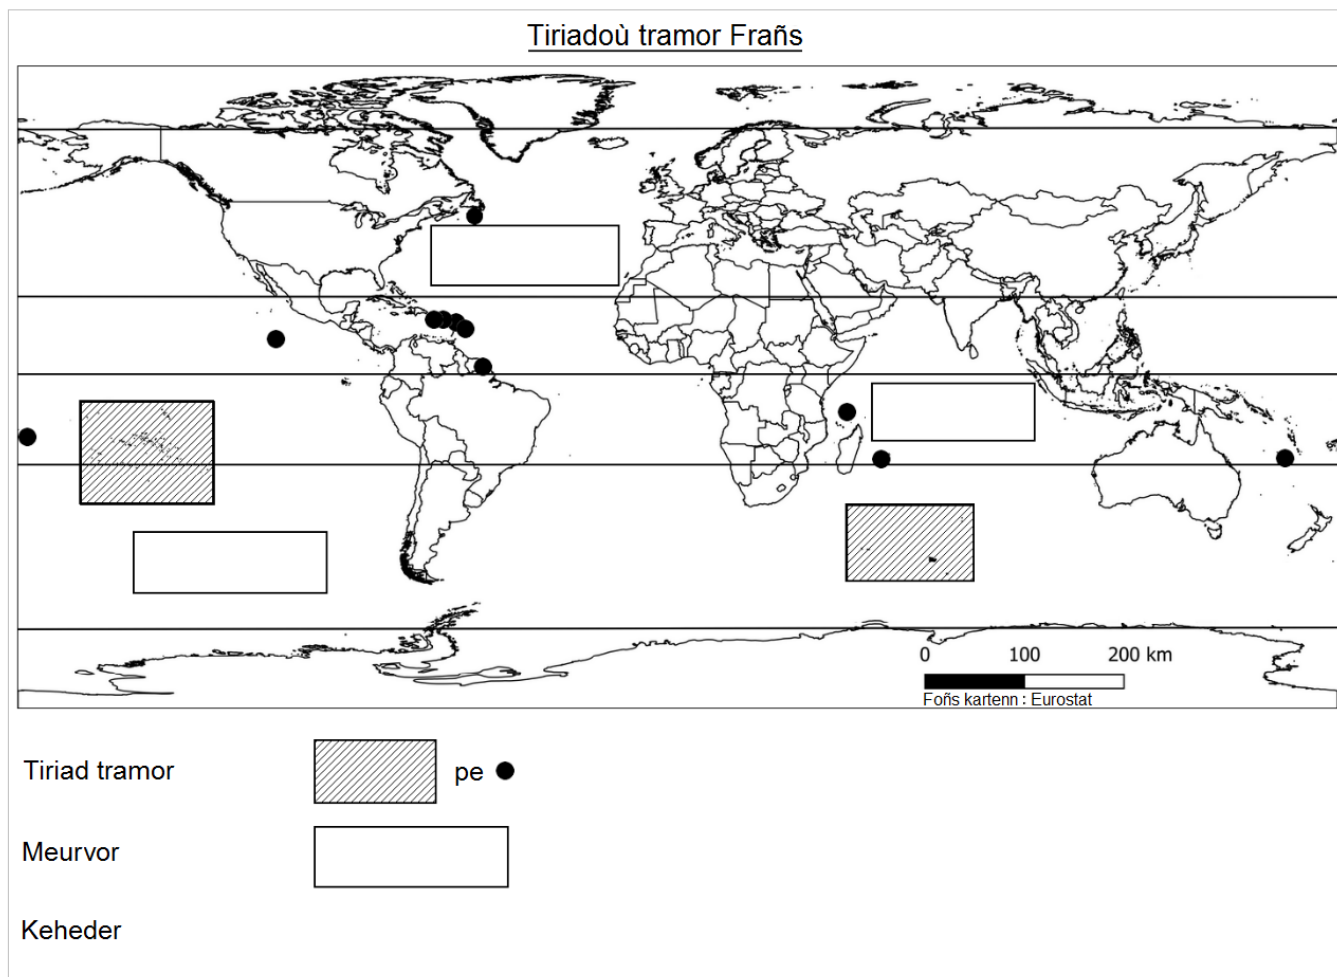 Tiriadoù tramor Frañs
0 100 200 km
Foñs kartenn : Eurostat
Tiriad tramor pe
Meurvor
Keheder